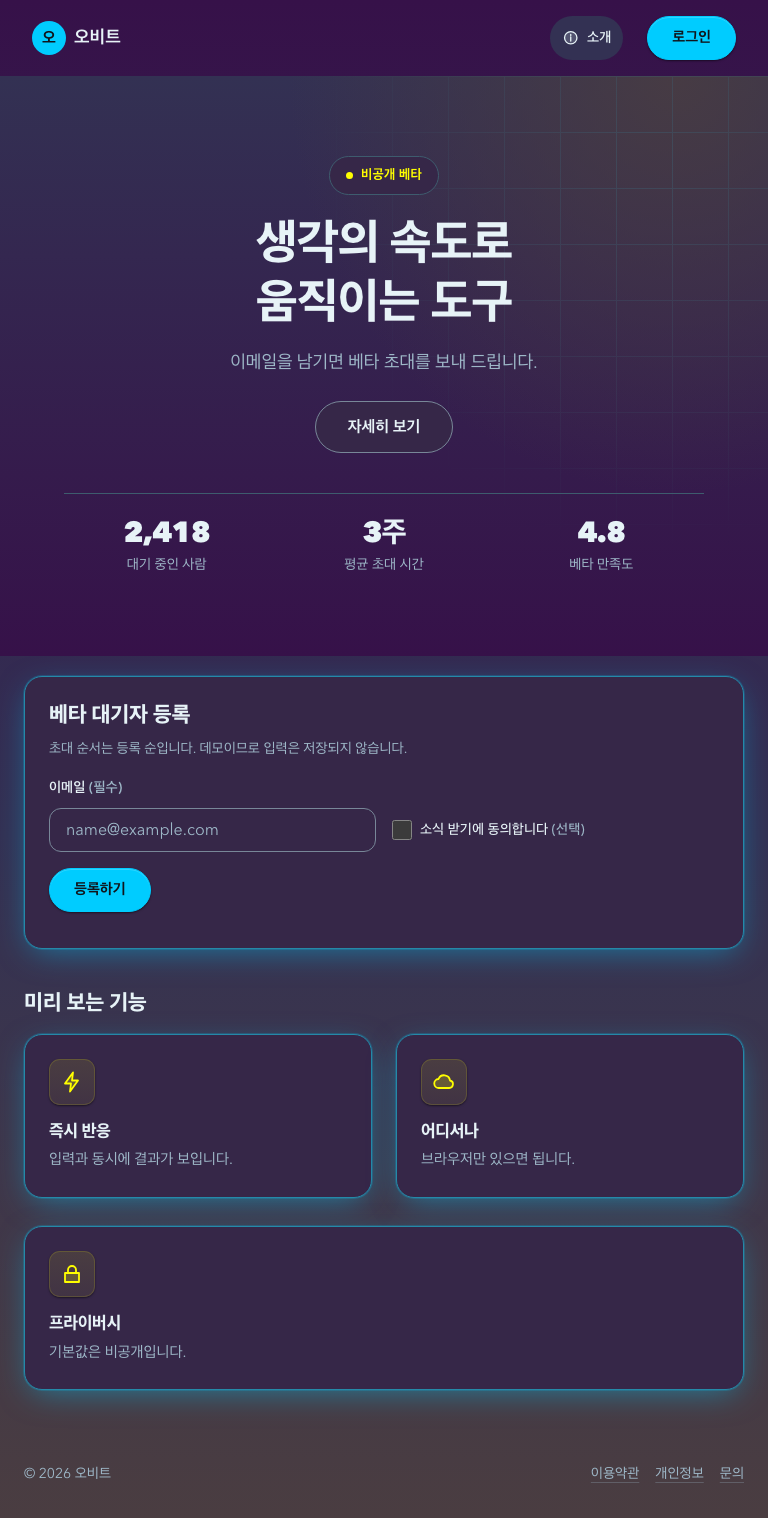 오 오비트
소개
로그인
비공개 베타
생각의 속도로
움직이는 도구
이메일을 남기면 베타 초대를 보내 드립니다.
자세히 보기
2,418
대기 중인 사람
3주
평균 초대 시간
4.8
베타 만족도
베타 대기자 등록
초대 순서는 등록 순입니다. 데모이므로 입력은 저장되지 않습니다.
이메일 (필수)
name@example.com
소식 받기에 동의합니다 (선택)
등록하기
미리 보는 기능
즉시 반응
입력과 동시에 결과가 보입니다.
어디서나
브라우저만 있으면 됩니다.
프라이버시
기본값은 비공개입니다.
© 2026 오비트
이용약관 개인정보 문의